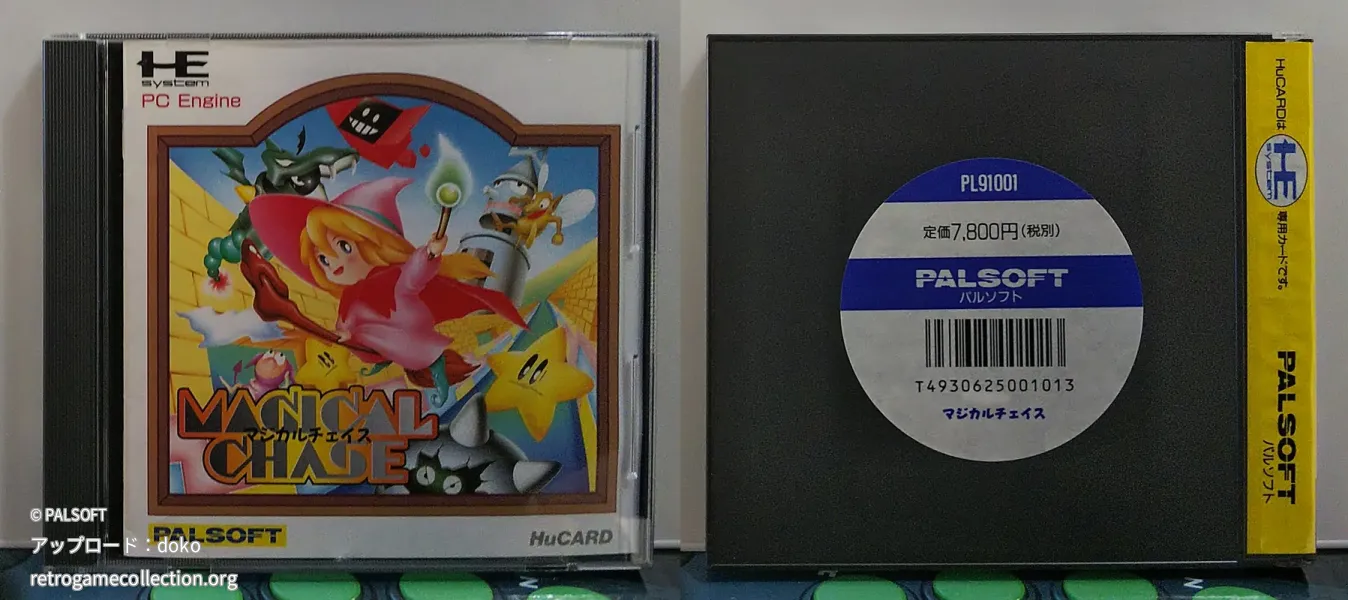 HE
system
PC Engine
MAGICAL
マジカルチェイス
CHASE
PALSOFT
HuCARD
© PALSOFT
アップロード：doko
retrogamecollection.org
PL91001
定価7,800円(税別)
PALSOFT
パルソフト
T4930625001013
マジカルチェイス
HuCARDは
HE
system
専用カードです。
PALSOFT
パルソフト